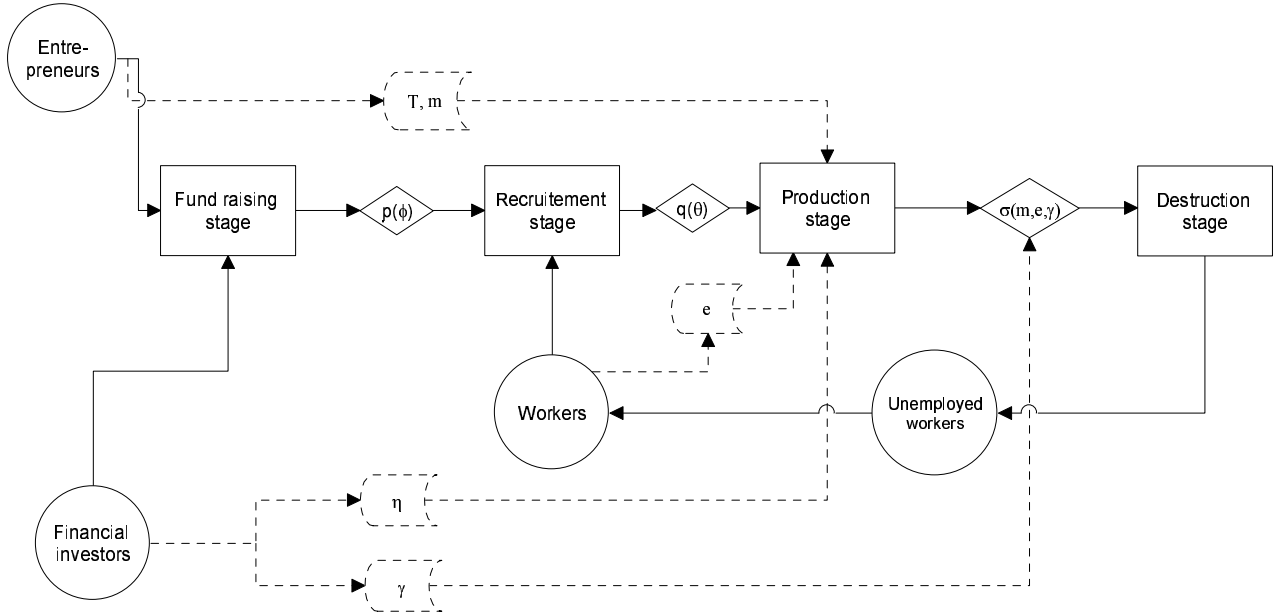 Entre-
preneurs
T, m
Fund raising
stage
p(ϕ)
Recruitement
stage
q(θ)
Production
stage
σ(m,e,γ)
Destruction
stage
e
Workers
Unemployed
workers
η
Financial
investors
γ